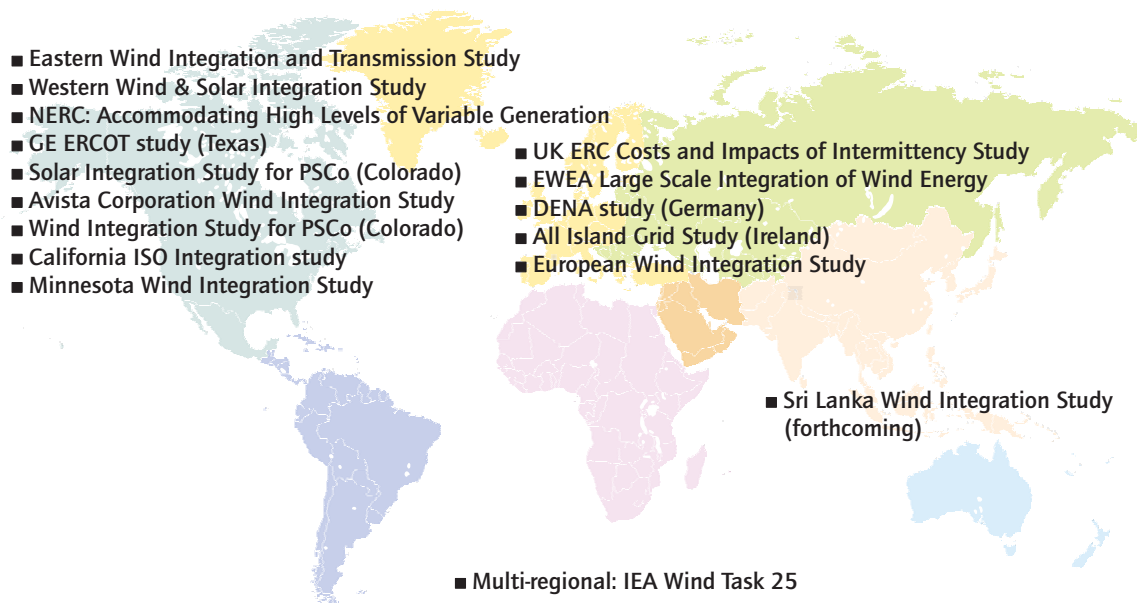 ■ Eastern Wind Integration and Transmission Study
■ Western Wind & Solar Integration Study
■ NERC: Accommodating High Levels of Variable Generation
■ GE ERCOT study (Texas)
■ Solar Integration Study for PSCo (Colorado)
■ Avista Corporation Wind Integration Study
■ Wind Integration Study for PSCo (Colorado)
■ California ISO Integration study
■ Minnesota Wind Integration Study
■ UK ERC Costs and Impacts of Intermittency Study
■ EWEA Large Scale Integration of Wind Energy
■ DENA study (Germany)
■ All Island Grid Study (Ireland)
■ European Wind Integration Study
■ Sri Lanka Wind Integration Study
(forthcoming)
■ Multi-regional: IEA Wind Task 25